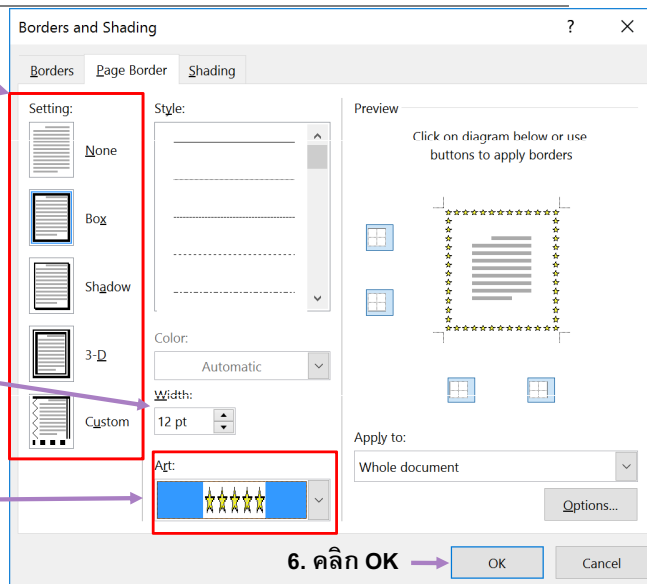 Borders and Shading
?
Borders
Page Border
Shading
Setting:
None
Box
Shadow
3-D
Custom
Style:
Color:
Automatic
Width:
12 pt
Art:
Preview
Click on diagram below or use
buttons to apply borders
Apply to:
Whole document
Options...
6. คลิก OK
OK
Cancel